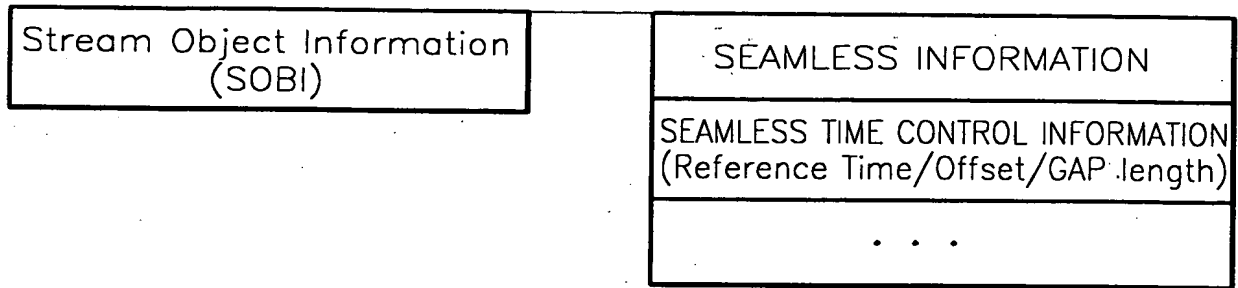 Stream Object Information
(SOBI)
SEAMLESS INFORMATION
SEAMLESS TIME CONTROL INFORMATION
(Reference Time/Offset/GAP length)
. . .